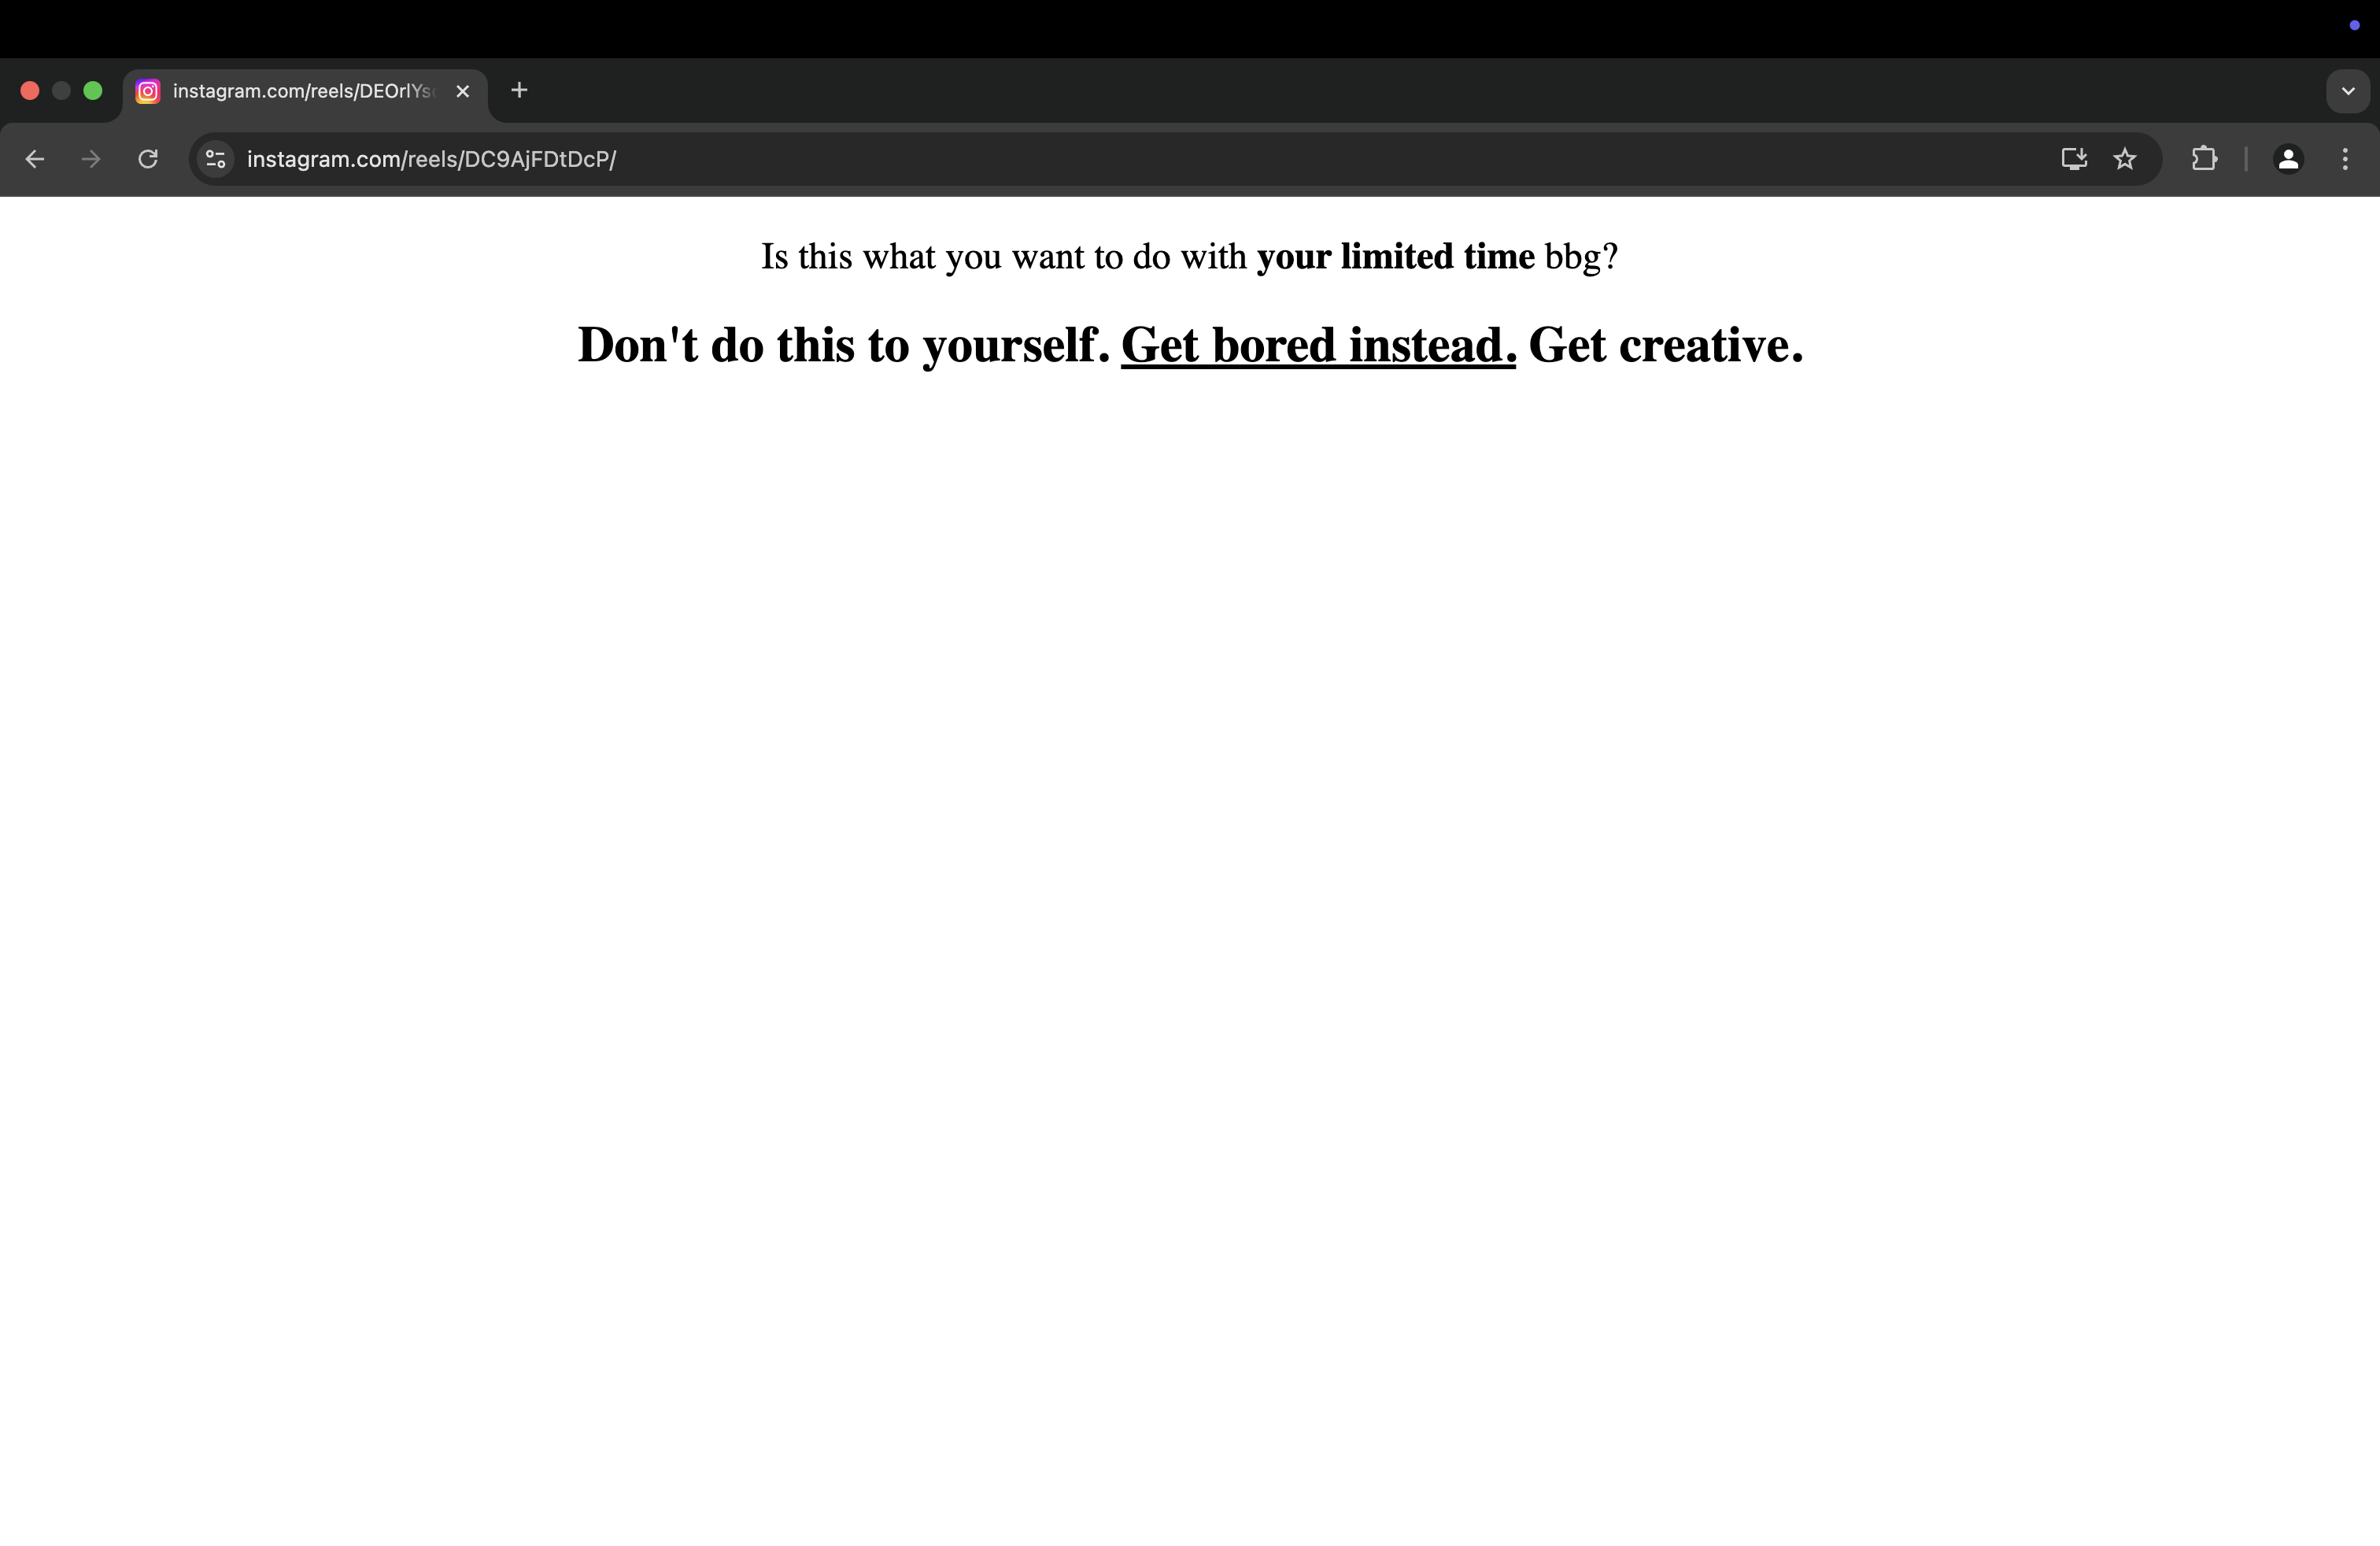 instagram.com/reels/DEOrlYs
instagram.com/reels/DC9AjFDtDcP/
Is this what you want to do with your limited time bbg?
Don't do this to yourself. Get bored instead. Get creative.